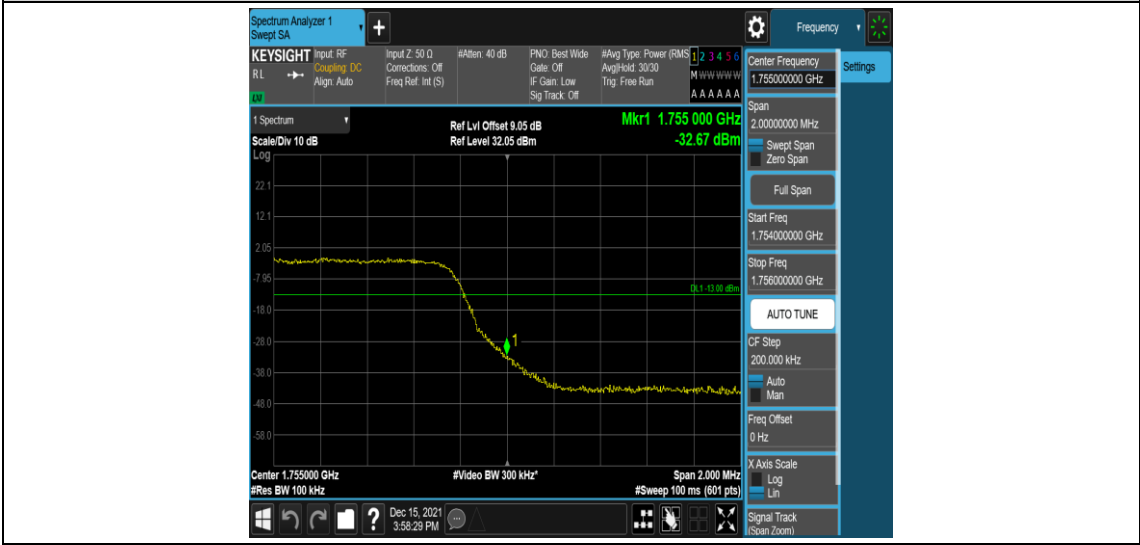 Spectrum Analyzer 1
Swept SA
+
Frequency
KEYSIGHT
RL
LW
Input: RF
Coupling: DC
Align: Auto
Input Z: 50 Ω
Corrections: Off
Freq Ref: Int (S)
#Atten: 40 dB
PNO: Best Wide
Gate: Off
IF Gain: Low
Sig Track: Off
#Avg Type: Power (RMS
Avg|Hold: 30/30
Trig: Free Run
1 2 3 4 5 6
M W W W W W
A A A A A A
1 Spectrum
Scale/Div 10 dB
Ref Lvl Offset 9.05 dB
Ref Level 32.05 dBm
Mkr1 1.755 000 GHz
-32.67 dBm
Log
22.1
12.1
2.05
-7.95
-18.0
-28.0
-38.0
-48.0
-58.0
DL1 -13.00 dBm
1
Center 1.755000 GHz
#Res BW 100 kHz
#Video BW 300 kHz*
Span 2.000 MHz
#Sweep 100 ms (601 pts)
?
Dec 15, 2021
3:58:29 PM
Center Frequency
1.755000000 GHz
Settings
Span
2.00000000 MHz
Swept Span
Zero Span
Full Span
Start Freq
1.754000000 GHz
Stop Freq
1.756000000 GHz
AUTO TUNE
CF Step
200.000 kHz
Auto
Man
Freq Offset
0 Hz
X Axis Scale
Log
Lin
Signal Track
(Span Zoom)